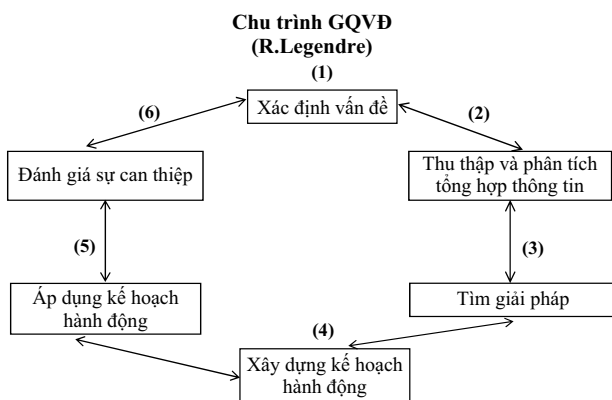 Chu trình GQVĐ
(R.Legendre)
(1)
Xác định vấn đề
(2)
Thu thập và phân tích
tổng hợp thông tin
(3)
Tìm giải pháp
(4)
Xây dựng kế hoạch
hành động
Áp dụng kế hoạch
hành động
(5)
Đánh giá sự can thiệp
(6)